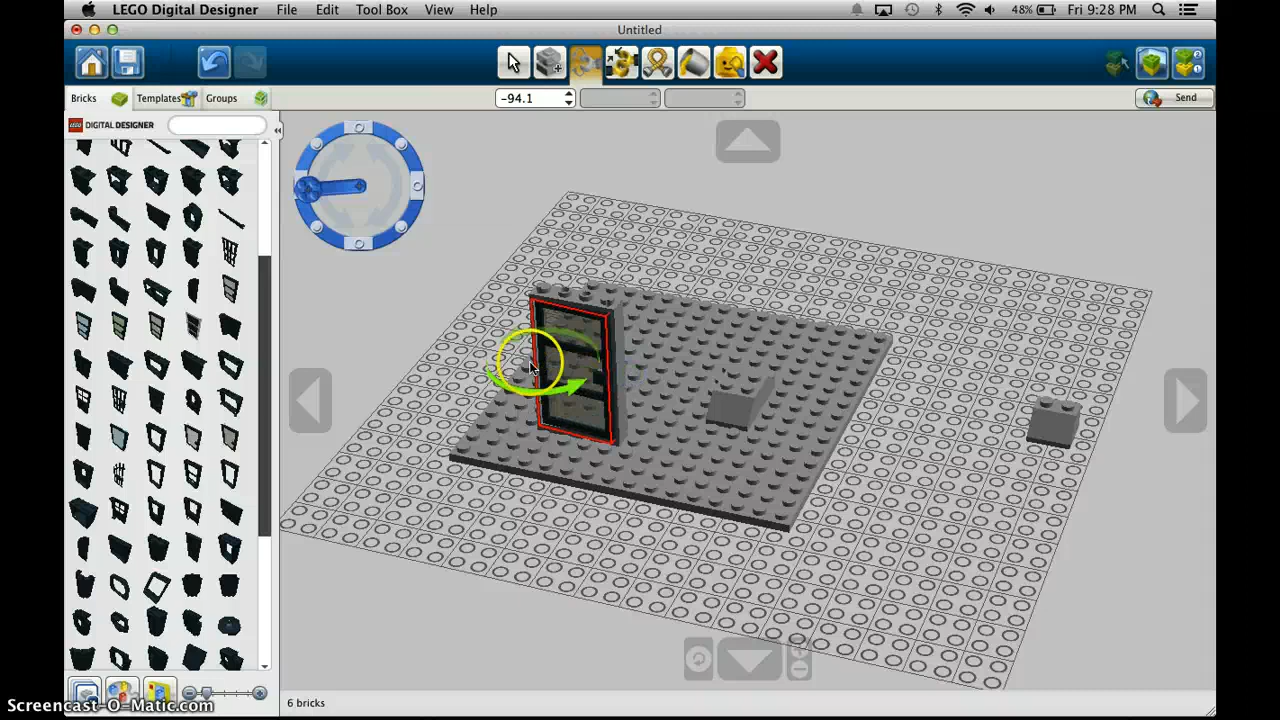 LEGO Digital Designer File Edit Tool Box View Help 48% Fri 9:28 PM
Untitled
Bricks Templates Groups -94.1 Send
LEGO DIGITAL DESIGNER
Screencast-O-Matic.com 6 bricks